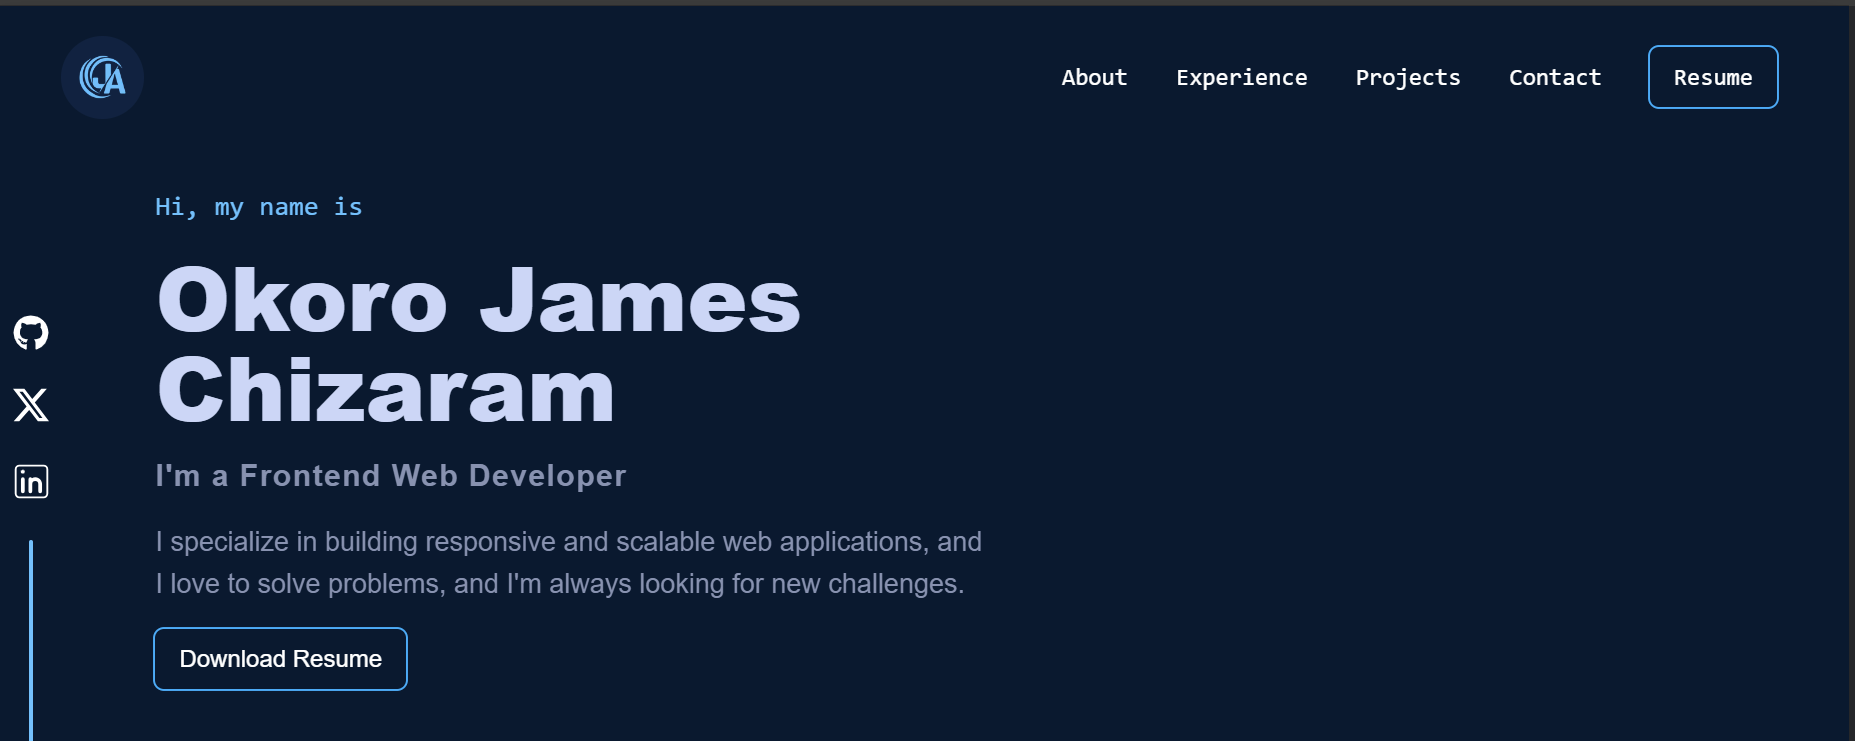 JA
About Experience Projects Contact Resume
Hi, my name is
Okoro James
Chizaram
in
I'm a Frontend Web Developer
I specialize in building responsive and scalable web applications, and
I love to solve problems, and I'm always looking for new challenges.
Download Resume